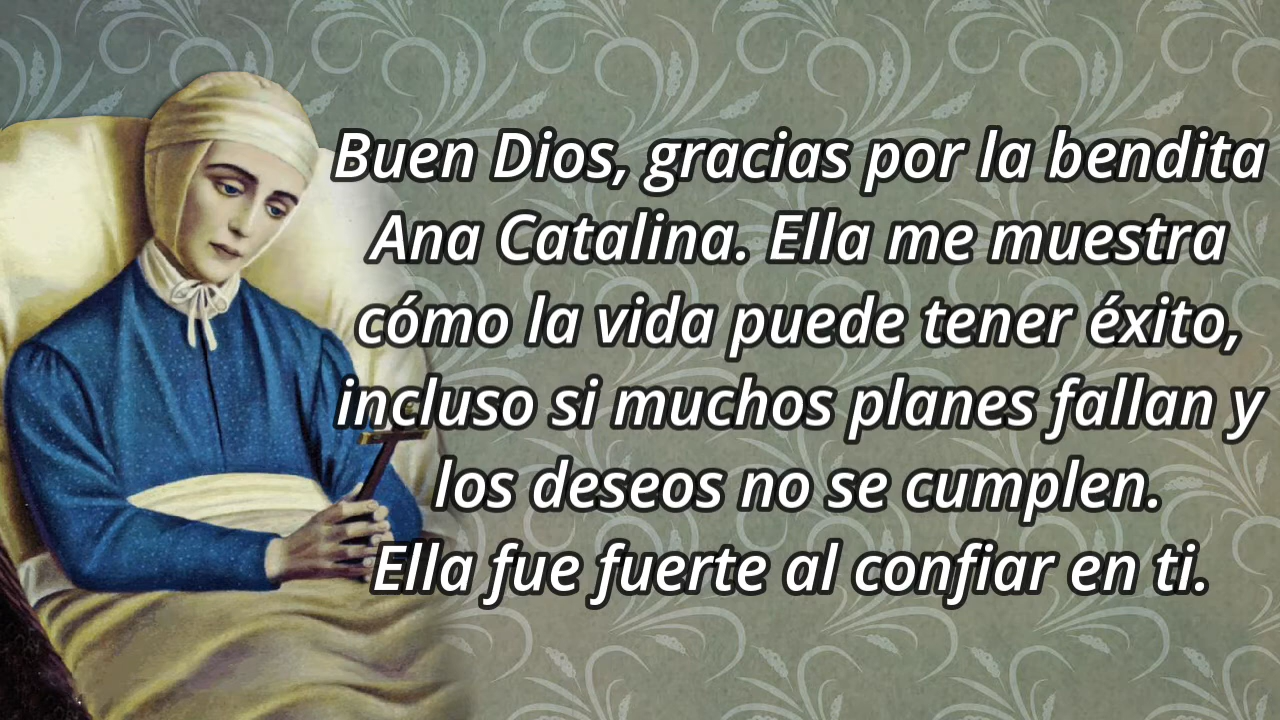 Buen Dios, gracias por la bendita
Ana Catalina. Ella me muestra
cómo la vida puede tener éxito,
incluso si muchos planes fallan y
los deseos no se cumplen.
Ella fue fuerte al confiar en ti.